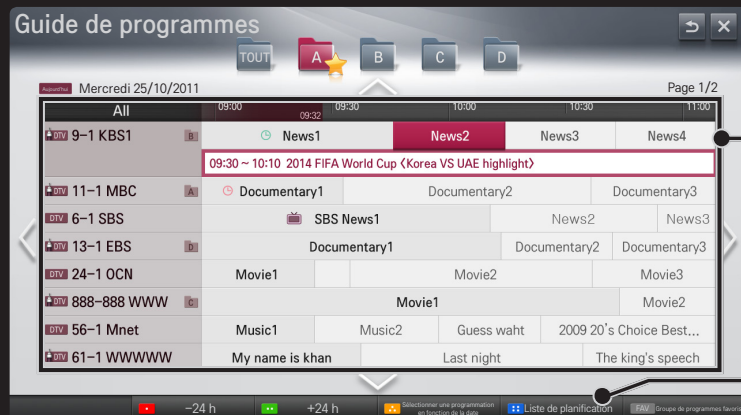 Guide de programmes
TOUT A B C D
Aujourd'hui Mercredi 25/10/2011 Page 1/2
All 09:00 09:32 09:30 10:00 10:30 11:00
DTV 9-1 KBS1 B News1 News2 News3 News4
09:30 ~ 10:10 2014 FIFA World Cup 〈Korea VS UAE highlight〉
DTV 11-1 MBC A Documentary1 Documentary2 Documentary3
DTV 6-1 SBS SBS News1 News2 News3
DTV 13-1 EBS D Documentary1 Documentary2 Documentary3
DTV 24-1 OCN Movie1 Movie2 Movie3
DTV 888-888 WWW C Movie1 Movie2
DTV 56-1 Mnet Music1 Music2 Guess waht 2009 20's Choice Best...
DTV 61-1 WWWWW My name is khan Last night The king's speech
-24 h +24 h Sélectionner une programmation en fonction de la date Liste de planification FAV Groupe de programmes favoris